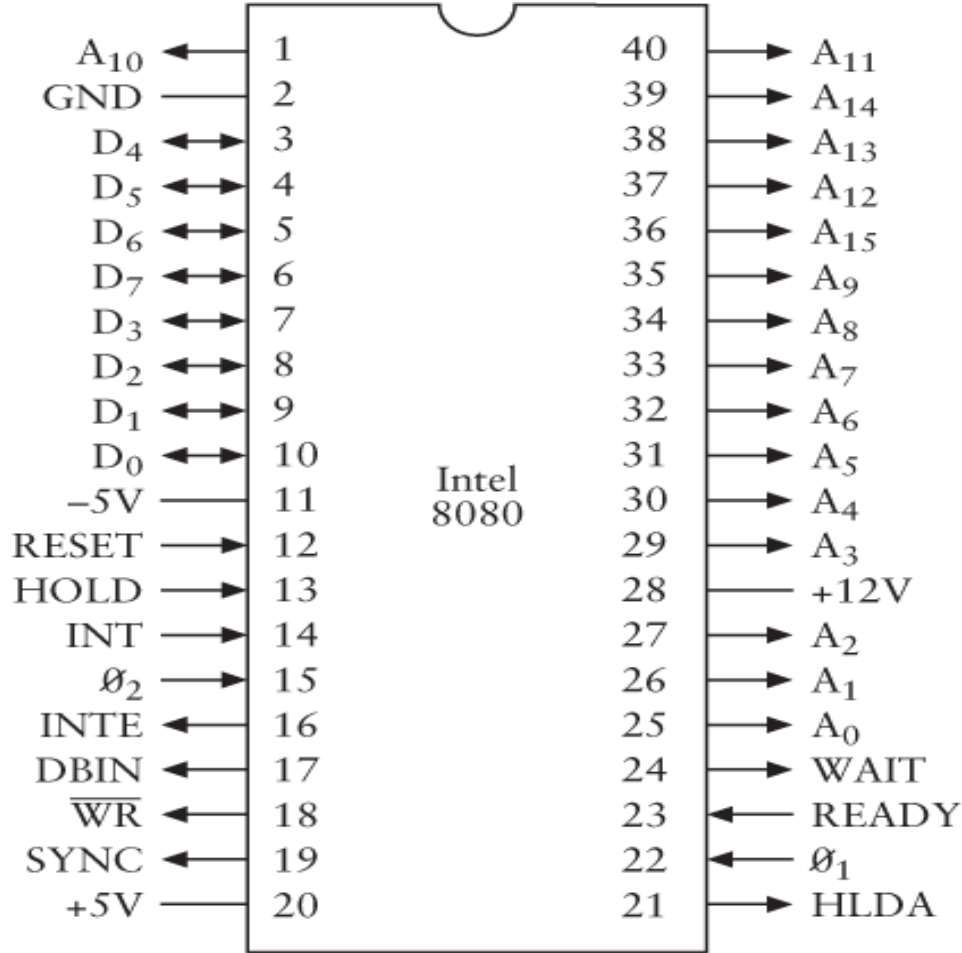 A₁₀ 1 40 A₁₁
GND 2 39 A₁₄
D₄ 3 38 A₁₃
D₅ 4 37 A₁₂
D₆ 5 36 A₁₅
D₇ 6 35 A₉
D₃ 7 34 A₈
D₂ 8 33 A₇
D₁ 9 32 A₆
D₀ 10 31 A₅
Intel
–5V 11 30 A₄
8080
RESET 12 29 A₃
HOLD 13 28 +12V
INT 14 27 A₂
Ø₂ 15 26 A₁
INTE 16 25 A₀
DBIN 17 24 WAIT
W̅R̅ 18 23 READY
SYNC 19 22 Ø₁
+5V 20 21 HLDA